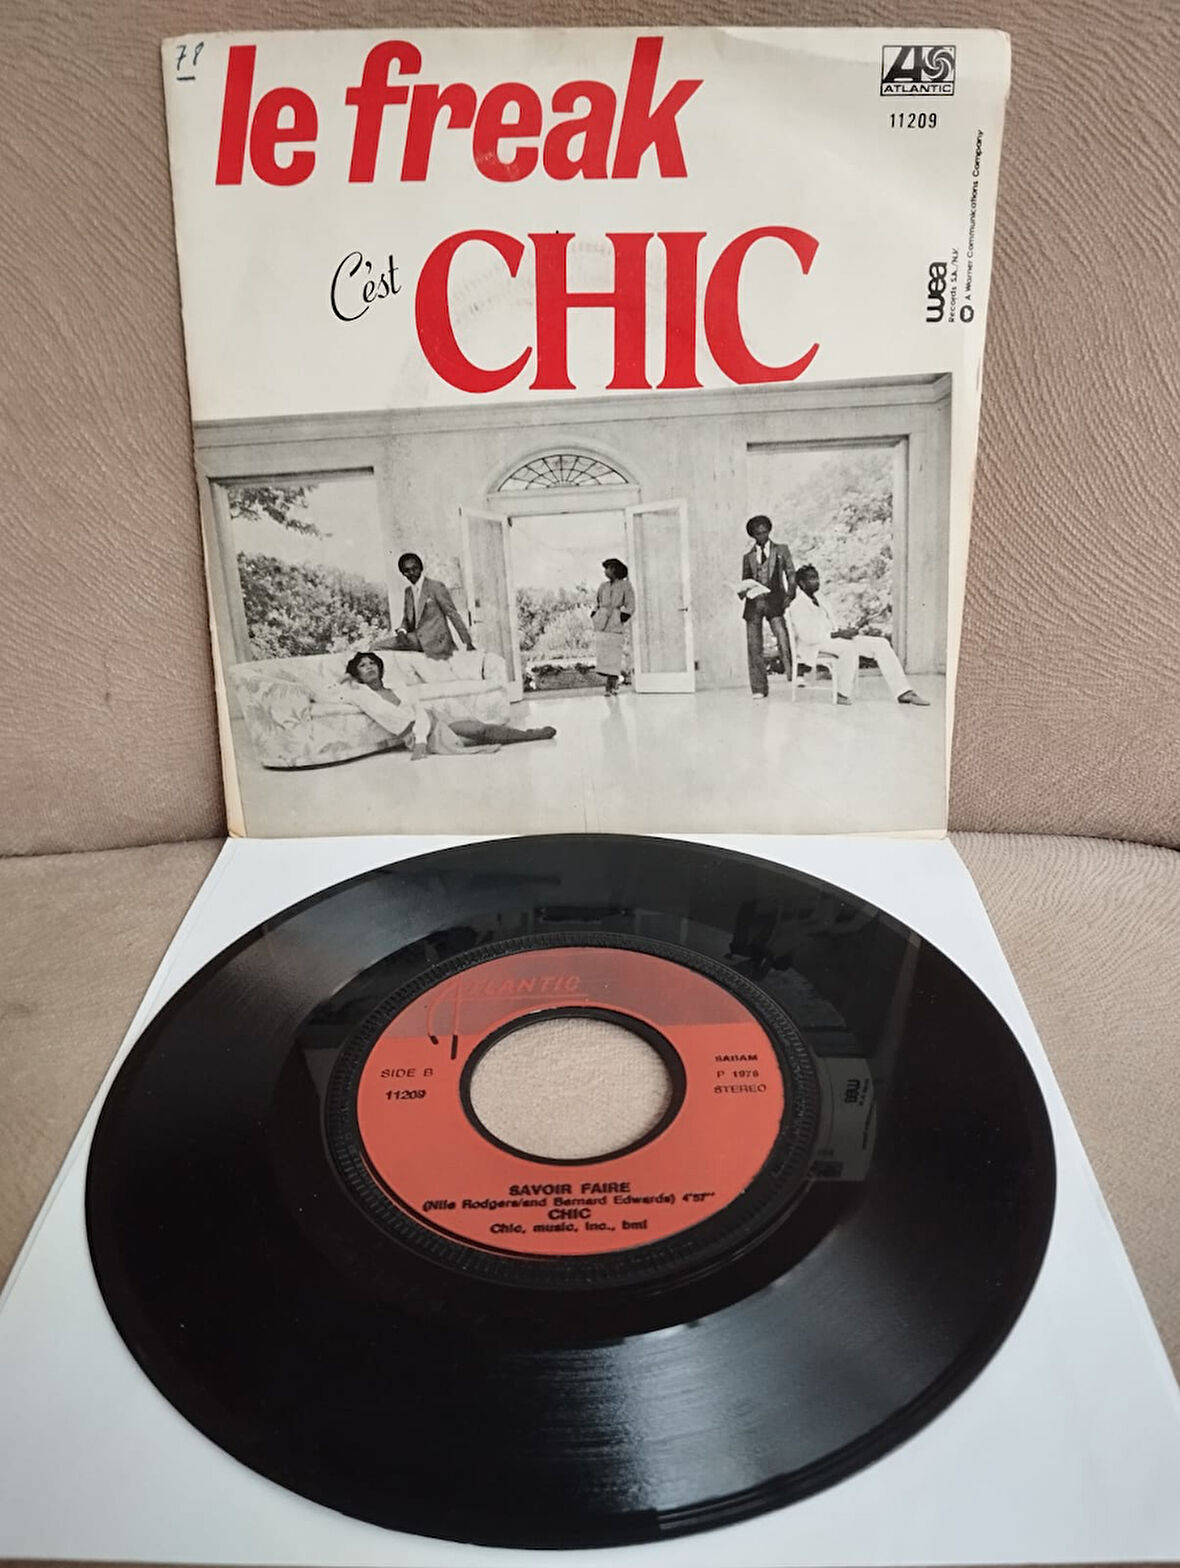 78
le freak
ATLANTIC
11209
C'est CHIC
wea
Records S.A./N.V.
A Warner Communications Company
ATLANTIC
SIDE B
11209
SABAM
P 1978
STEREO
SAVOIR FAIRE
(Nile Rodgers/and Bernard Edwards) 4'57"
CHIC
Chic, music, Inc., bmi